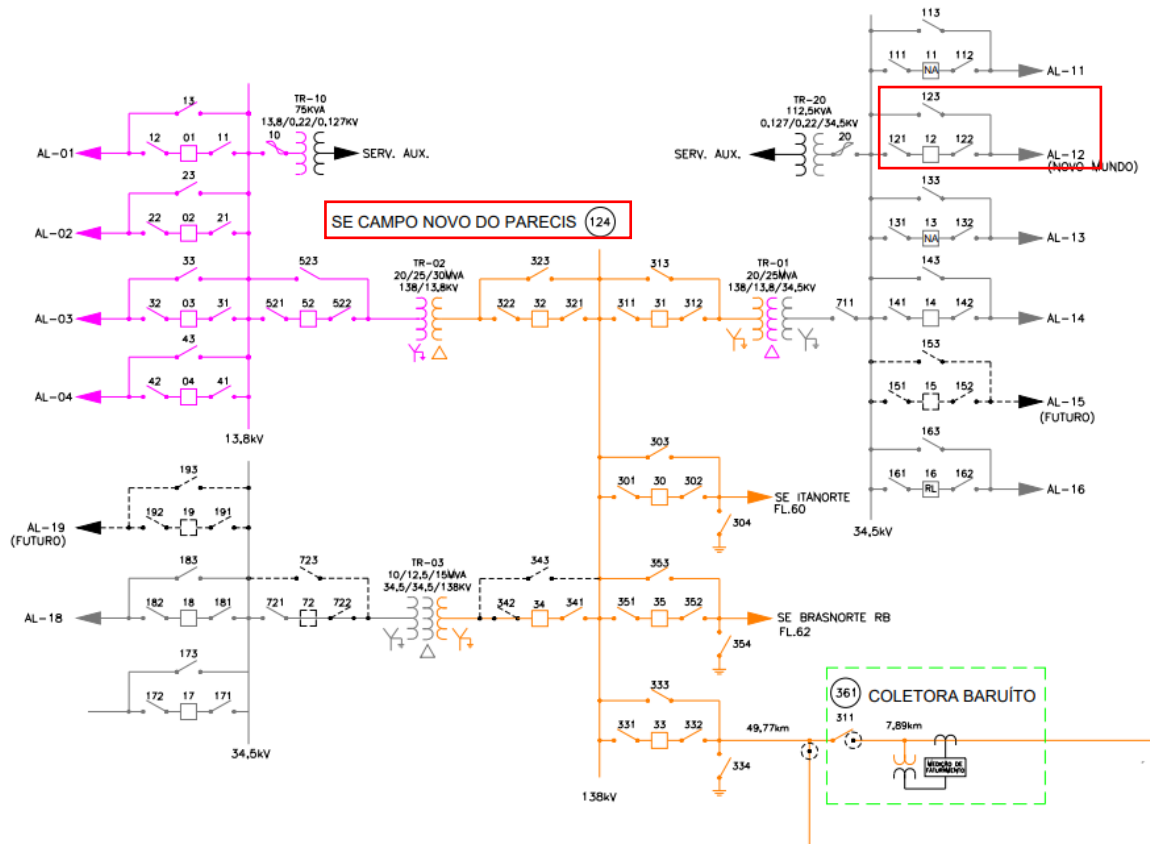 113
111 11 112
NA
AL-11
123
121 12 122
AL-12
(NOVO MUNDO)
133
131 13 132
NA
AL-13
143
141 14 142
AL-14
153
151 15 152
AL-15
(FUTURO)
163
161 16 162
RL
AL-16
34,5kV
TR-20
112,5KVA
0,127/0,22/34,5KV
20
SERV. AUX.
TR-10
75KVA
13,8/0,22/0,127KV
10
SERV. AUX.
13
12 01 11
AL-01
23
22 02 21
AL-02
33
32 03 31
AL-03
43
42 04 41
AL-04
13,8kV
SE CAMPO NOVO DO PARECIS 124
523
521 52 522
TR-02
20/25/30MVA
138/13,8KV
323
322 32 321
313
311 31 312
TR-01
20/25MVA
138/13,8/34,5KV
711
193
192 19 191
AL-19
(FUTURO)
183
182 18 181
AL-18
173
172 17 171
34,5kV
723
721 72 722
TR-03
10/12,5/15MVA
34,5/34,5/138KV
343
342 34 341
303
301 30 302
304
SE ITANORTE
FL.60
353
351 35 352
354
SE BRASNORTE RB
FL.62
333
331 33 332
334
138kV
49,77km
361 COLETORA BARUÍTO
311
7,89km
MEDIÇÃO DE
FATURAMENTO